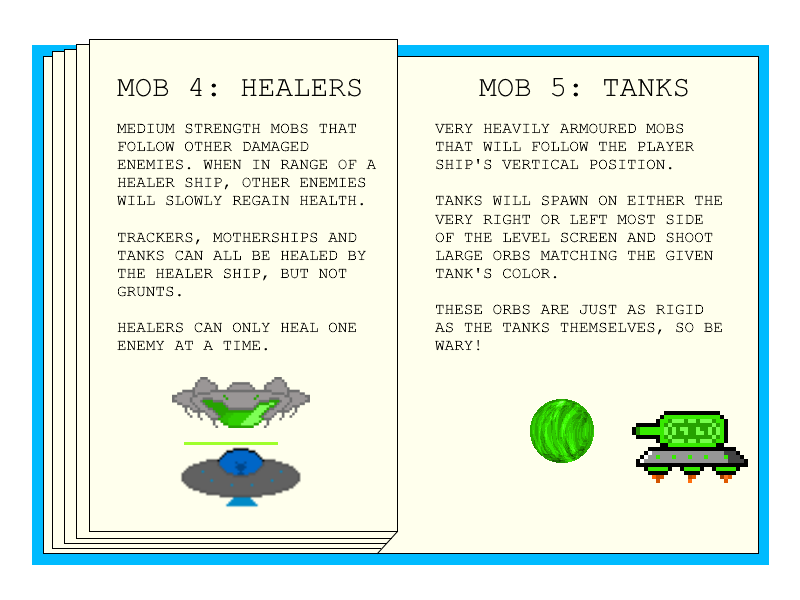 MOB 4: HEALERS
MEDIUM STRENGTH MOBS THAT
FOLLOW OTHER DAMAGED
ENEMIES. WHEN IN RANGE OF A
HEALER SHIP, OTHER ENEMIES
WILL SLOWLY REGAIN HEALTH.
TRACKERS, MOTHERSHIPS AND
TANKS CAN ALL BE HEALED BY
THE HEALER SHIP, BUT NOT
GRUNTS.
HEALERS CAN ONLY HEAL ONE
ENEMY AT A TIME.
MOB 5: TANKS
VERY HEAVILY ARMOURED MOBS
THAT WILL FOLLOW THE PLAYER
SHIP'S VERTICAL POSITION.
TANKS WILL SPAWN ON EITHER THE
VERY RIGHT OR LEFT MOST SIDE
OF THE LEVEL SCREEN AND SHOOT
LARGE ORBS MATCHING THE GIVEN
TANK'S COLOR.
THESE ORBS ARE JUST AS RIGID
AS THE TANKS THEMSELVES, SO BE
WARY!